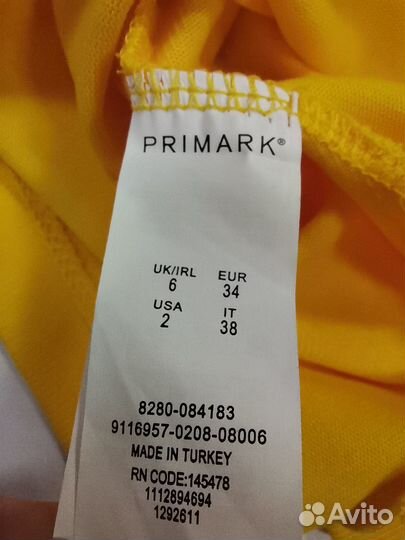 PRIMARK®
UK/IRL EUR
6 34
USA IT
2 38
8280-084183
9116957-0208-08006
MADE IN TURKEY
RN CODE:145478
1112894694
1292611
Avito